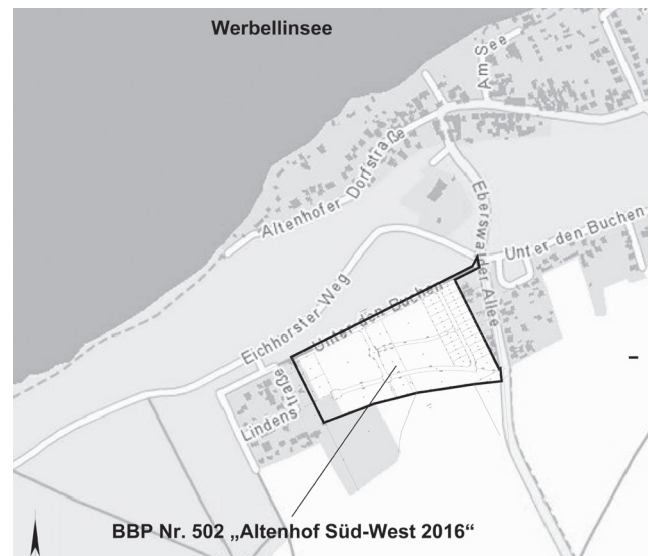 Werbellinsee
Am See
Altenhofer Dorfstraße
Eberswalder Allee
Unter den Buchen
Eichhorster Weg
Unter den Buchen
Lindenstraße
BBP Nr. 502 „Altenhof Süd-West 2016“